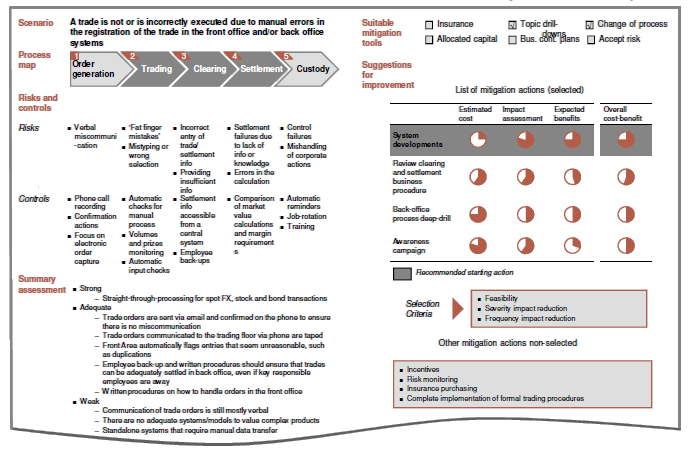 Scenario
A trade is not or is incorrectly executed due to manual errors in
the registration of the trade in the front office and/or back office
systems
Process
map
1
Order
generation
2
Trading
3
Clearing
4
Settlement
5
Custody
Risks and
controls
Risks
▪ Verbal
miscommuni
-cation
▪ 'Fat finger
mistakes'
▪ Mistyping or
wrong
selection
▪ Incorrect
entry of
trade/
settlement
info
▪ Providing
insufficient
info
▪ Settlement
failures due
to lack of
info or
knowledge
▪ Errors in the
calculation
▪ Control
failures
▪ Mishandling
of corporate
actions
Controls
▪ Phone call
recording
▪ Confirmation
actions
▪ Focus on
electronic
order
capture
▪ Automatic
checks for
manual
process
▪ Volumes
and prizes
monitoring
▪ Automatic
input checks
▪ Settlement
info
accessible
from a
central
system
▪ Employee
back-ups
▪ Comparison
of market
value
calculations
and margin
requirement
s
▪ Automatic
reminders
▪ Job-rotation
▪ Training
Summary
assessment
▪ Strong
– Straight-through-processing for spot FX, stock and bond transactions
▪ Adequate
– Trade orders are sent via email and confirmed on the phone to ensure
there is no miscommunication
– Trade orders communicated to the trading floor via phone are taped
– Front Area automatically flags entries that seem unreasonable, such
as duplications
– Employee back-up and written procedures should ensure that trades
can be adequately settled in back office, even if key responsible
employees are away
– Written procedures on how to handle orders in the front office
▪ Weak
– Communication of trade orders is still mostly verbal
– There are no adequate systems/models to value complex products
– Standalone systems that require manual data transfer
Suitable
mitigation
tools
Insurance
Topic drill-
downs
Change of process
Allocated capital
Bus. cont. plans
Accept risk
Suggestions
for
improvement
List of mitigation actions (selected)
Estimated
cost
Impact
assessment
Expected
benefits
Overall
cost-benefit
System
developments
Review clearing
and settlement
business
procedure
Back-office
process deep-drill
Awareness
campaign
Recommended starting action
Selection
Criteria
▪ Feasibility
▪ Severity impact reduction
▪ Frequency impact reduction
Other mitigation actions non-selected
▪ Incentives
▪ Risk monitoring
▪ Insurance purchasing
▪ Complete implementation of formal trading procedures